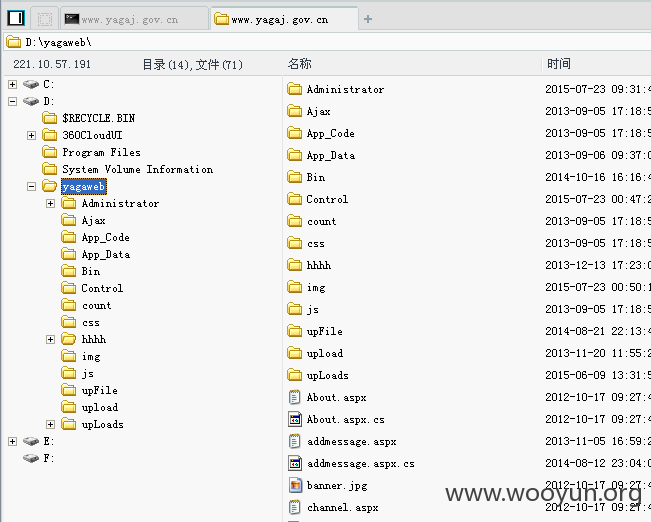 www.yagaj.gov.cn
www.yagaj.gov.cn
D:\yagaweb\
221.10.57.191 目录(14),文件(71) 名称 时间
C:
D:
$RECYCLE.BIN
360CloudUI
Program Files
System Volume Information
yagaweb
Administrator
Ajax
App_Code
App_Data
Bin
Control
count
css
hhhh
img
js
upFile
upload
upLoads
E:
F:
Administrator 2015-07-23 09:31:4
Ajax 2013-09-05 17:18:5
App_Code 2013-09-05 17:18:5
App_Data 2013-09-06 09:37:0
Bin 2014-10-16 16:16:4
Control 2015-07-23 00:47:2
count 2013-09-05 17:18:5
css 2013-09-05 17:18:5
hhhh 2013-12-13 17:23:0
img 2015-07-23 00:50:1
js 2013-09-05 17:18:5
upFile 2014-08-21 22:13:4
upload 2013-11-20 11:55:2
upLoads 2015-06-09 13:31:5
About.aspx 2012-10-17 09:27:4
About.aspx.cs 2012-10-17 09:27:4
addmessage.aspx 2013-11-05 16:59:2
addmessage.aspx.cs 2014-08-12 23:04:0
banner.jpg 2012-10-17 09:27:4
channel.aspx 2012-10-17 09:27:4
www.wooyun.org